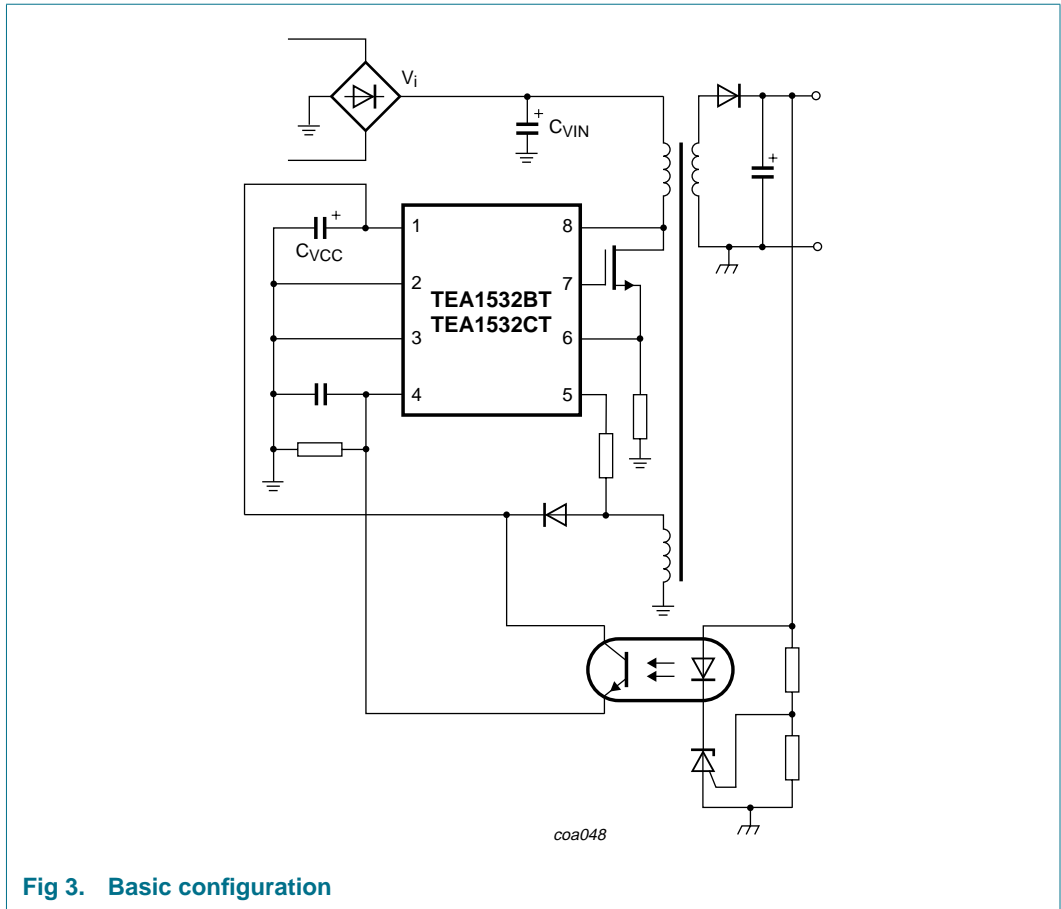 Vi
+
CVIN
+
+
CVCC
1
8
2
7
TEA1532BT
TEA1532CT
3
6
4
5
coa048
Fig 3. Basic configuration